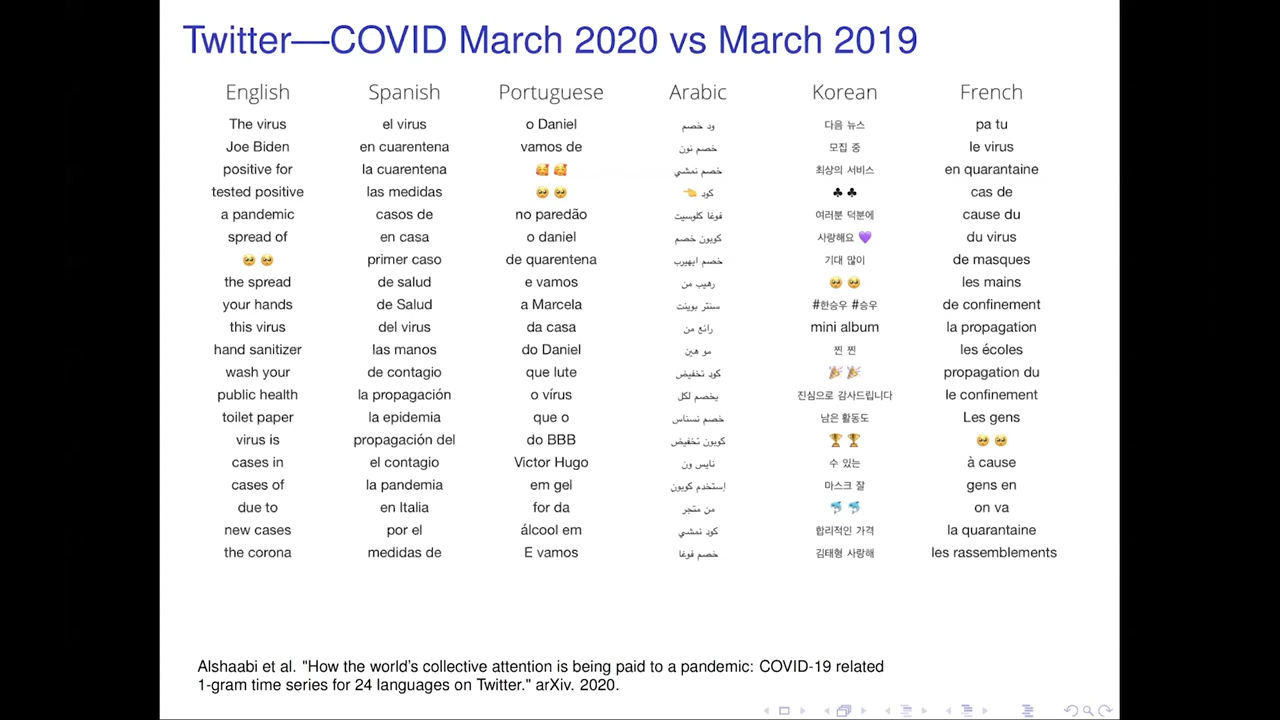 Twitter—COVID March 2020 vs March 2019
English Spanish Portuguese Arabic Korean French
The virus el virus o Daniel ود خصم 다음 뉴스 pa tu
Joe Biden en cuarentena vamos de خصم نون 모집 중 le virus
positive for la cuarentena 🥰 🥰 خصم نمشي 최상의 서비스 en quarantaine
tested positive las medidas 🥺 🥺 👈 كود ♣ ♣ cas de
a pandemic casos de no paredão فوغا كلوسيت 여러분 덕분에 cause du
spread of en casa o daniel كوبون خصم 사랑해요 💜 du virus
🥺 🥺 primer caso de quarentena خصم ايهيرب 기대 많이 de masques
the spread de salud e vamos رهيب من 🥺 🥺 les mains
your hands de Salud a Marcela سنتر بوينت #한승우 #승우 de confinement
this virus del virus da casa رائع من mini album la propagation
hand sanitizer las manos do Daniel مو هين 찐 찐 les écoles
wash your de contagio que lute كود تخفيض 🎉 🎉 propagation du
public health la propagación o vírus يخصم لكل 진심으로 감사드립니다 le confinement
toilet paper la epidemia que o خصم نسناس 남은 활동도 Les gens
virus is propagación del do BBB كوبون تخفيض 🏆 🏆 🥺 🥺
cases in el contagio Victor Hugo نايس ون 수 있는 à cause
cases of la pandemia em gel إستخدم كوبون 마스크 잘 gens en
due to en Italia for da من متجر 🐬 🐬 on va
new cases por el álcool em كود نمشي 합리적인 가격 la quarantaine
the corona medidas de E vamos خصم فوغا 김태형 사랑해 les rassemblements
Alshaabi et al. "How the world's collective attention is being paid to a pandemic: COVID-19 related
1-gram time series for 24 languages on Twitter." arXiv. 2020.